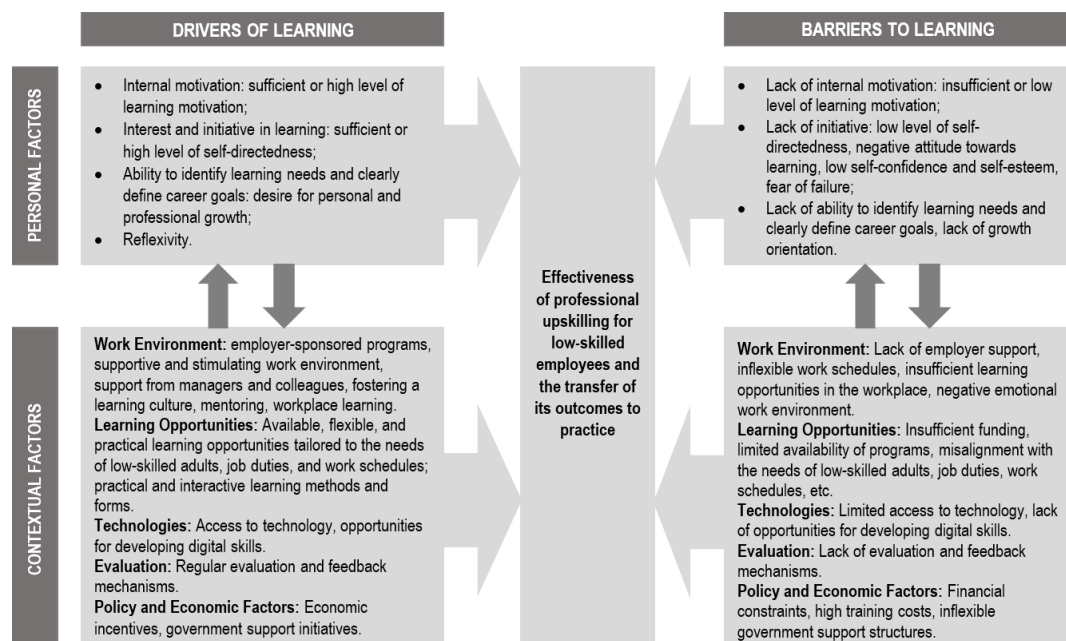 DRIVERS OF LEARNING
BARRIERS TO LEARNING
PERSONAL FACTORS
• Internal motivation: sufficient or high level of
learning motivation;
• Interest and initiative in learning: sufficient or
high level of self-directedness;
• Ability to identify learning needs and clearly
define career goals: desire for personal and
professional growth;
• Reflexivity.
• Lack of internal motivation: insufficient or low
level of learning motivation;
• Lack of initiative: low level of self-
directedness, negative attitude towards
learning, low self-confidence and self-esteem,
fear of failure;
• Lack of ability to identify learning needs and
clearly define career goals, lack of growth
orientation.
Effectiveness
of professional
upskilling for
low-skilled
employees and
the transfer of
its outcomes to
practice
CONTEXTUAL FACTORS
Work Environment: employer-sponsored programs,
supportive and stimulating work environment,
support from managers and colleagues, fostering a
learning culture, mentoring, workplace learning.
Learning Opportunities: Available, flexible, and
practical learning opportunities tailored to the needs
of low-skilled adults, job duties, and work schedules;
practical and interactive learning methods and
forms.
Technologies: Access to technology, opportunities
for developing digital skills.
Evaluation: Regular evaluation and feedback
mechanisms.
Policy and Economic Factors: Economic
incentives, government support initiatives.
Work Environment: Lack of employer support,
inflexible work schedules, insufficient learning
opportunities in the workplace, negative emotional
work environment.
Learning Opportunities: Insufficient funding,
limited availability of programs, misalignment with
the needs of low-skilled adults, job duties, work
schedules, etc.
Technologies: Limited access to technology, lack
of opportunities for developing digital skills.
Evaluation: Lack of evaluation and feedback
mechanisms.
Policy and Economic Factors: Financial
constraints, high training costs, inflexible
government support structures.